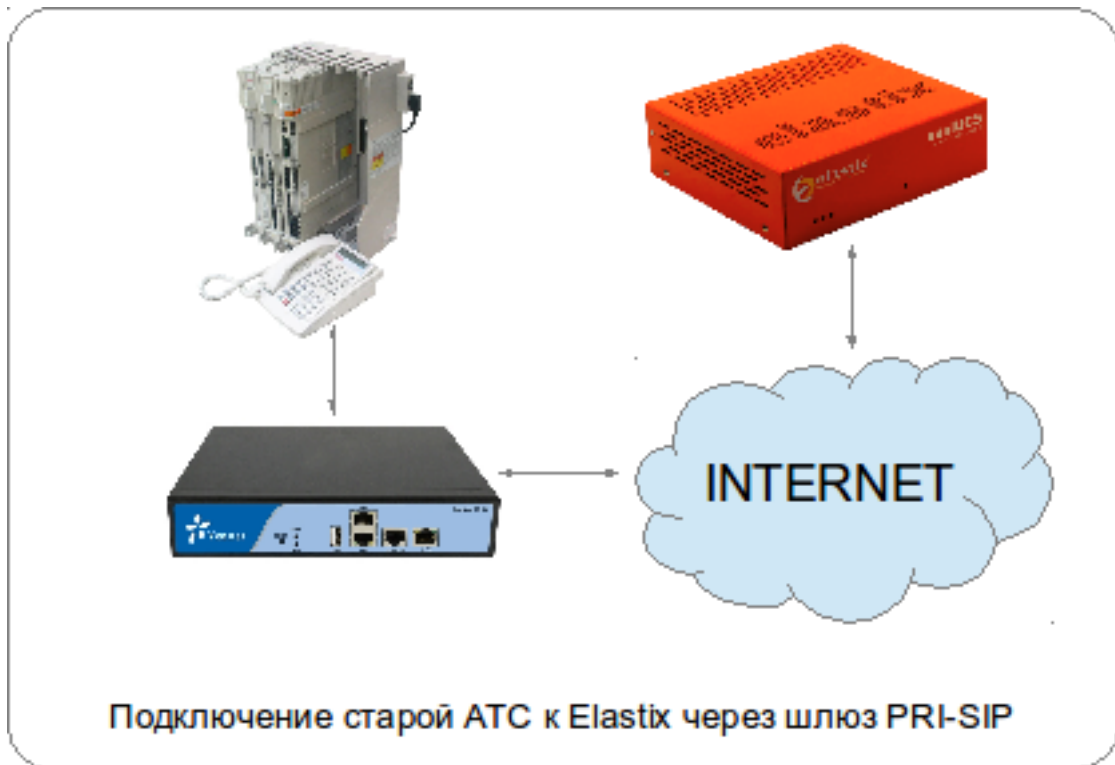 INTERNET
Подключение старой АТС к Elastix через шлюз PRI-SIP